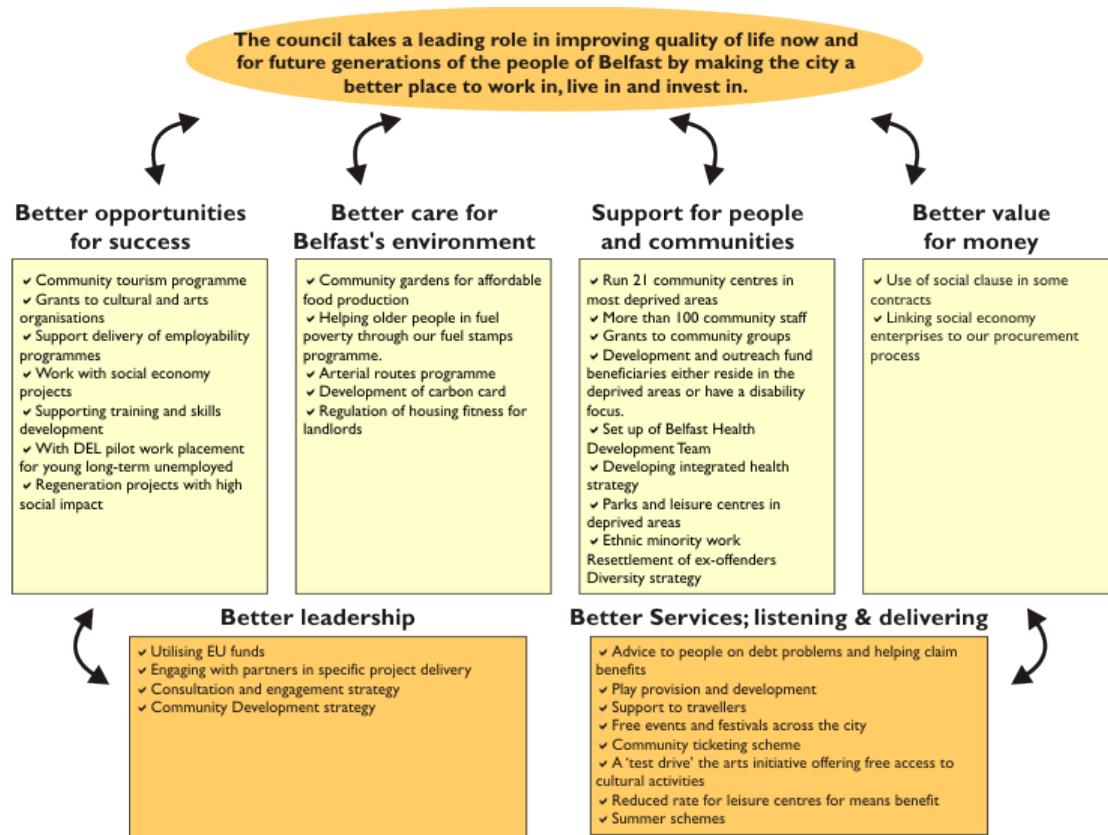 The council takes a leading role in improving quality of life now and
for future generations of the people of Belfast by making the city a
better place to work in, live in and invest in.
Better opportunities
for success
✓ Community tourism programme
✓ Grants to cultural and arts
organisations
✓ Support delivery of employability
programmes
✓ Work with social economy
projects
✓ Supporting training and skills
development
✓ With DEL pilot work placement
for young long-term unemployed
✓ Regeneration projects with high
social impact
Better care for
Belfast's environment
✓ Community gardens for affordable
food production
✓ Helping older people in fuel
poverty through our fuel stamps
programme.
✓ Arterial routes programme
✓ Development of carbon card
✓ Regulation of housing fitness for
landlords
Support for people
and communities
✓ Run 21 community centres in
most deprived areas
✓ More than 100 community staff
✓ Grants to community groups
✓ Development and outreach fund
beneficiaries either reside in the
deprived areas or have a disability
focus.
✓ Set up of Belfast Health
Development Team
✓ Developing integrated health
strategy
✓ Parks and leisure centres in
deprived areas
✓ Ethnic minority work
Resettlement of ex-offenders
Diversity strategy
Better value
for money
✓ Use of social clause in some
contracts
✓ Linking social economy
enterprises to our procurement
process
Better leadership
✓ Utilising EU funds
✓ Engaging with partners in specific project delivery
✓ Consultation and engagement strategy
✓ Community Development strategy
Better Services; listening & delivering
✓ Advice to people on debt problems and helping claim
benefits
✓ Play provision and development
✓ Support to travellers
✓ Free events and festivals across the city
✓ Community ticketing scheme
✓ A ‘test drive’ the arts initiative offering free access to
cultural activities
✓ Reduced rate for leisure centres for means benefit
✓ Summer schemes